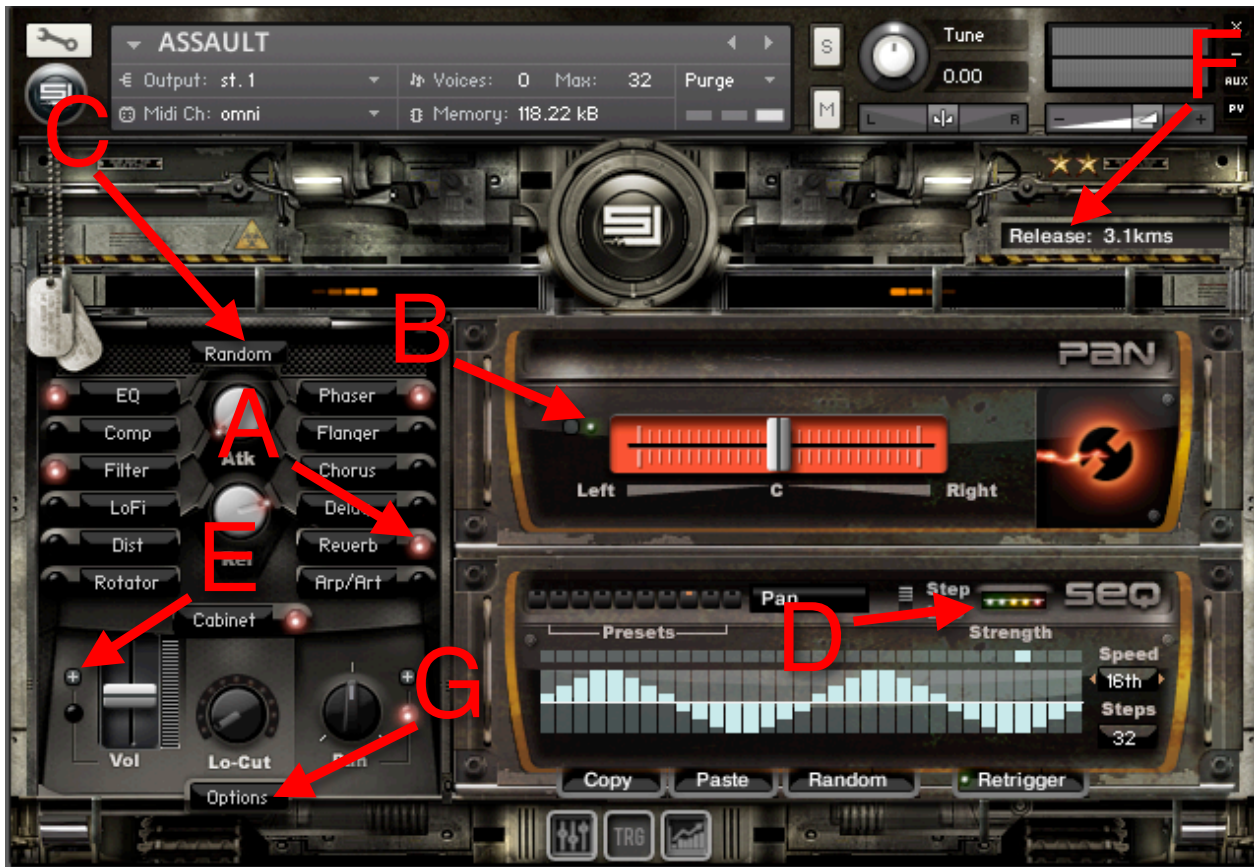 ASSAULT
S
Tune
Output: st.1
Voices: 0 Max: 32
Purge
0.00
AUX
Midi Ch: omni
Memory: 118.22 kB
M
L
R
PV
C
F
Release: 3.1kms
Random
B
PAN
EQ
Phaser
A
Comp
Flanger
Atk
Filter
Chorus
Left
C
Right
LoFi
Dist
E
Reverb
Rotator
Arp/Art
Pan
Step
SEQ
D
Cabinet
Presets
Strength
Speed
G
16th
Steps
32
Vol
Lo-Cut
Copy
Paste
Random
Retrigger
Options
TRG